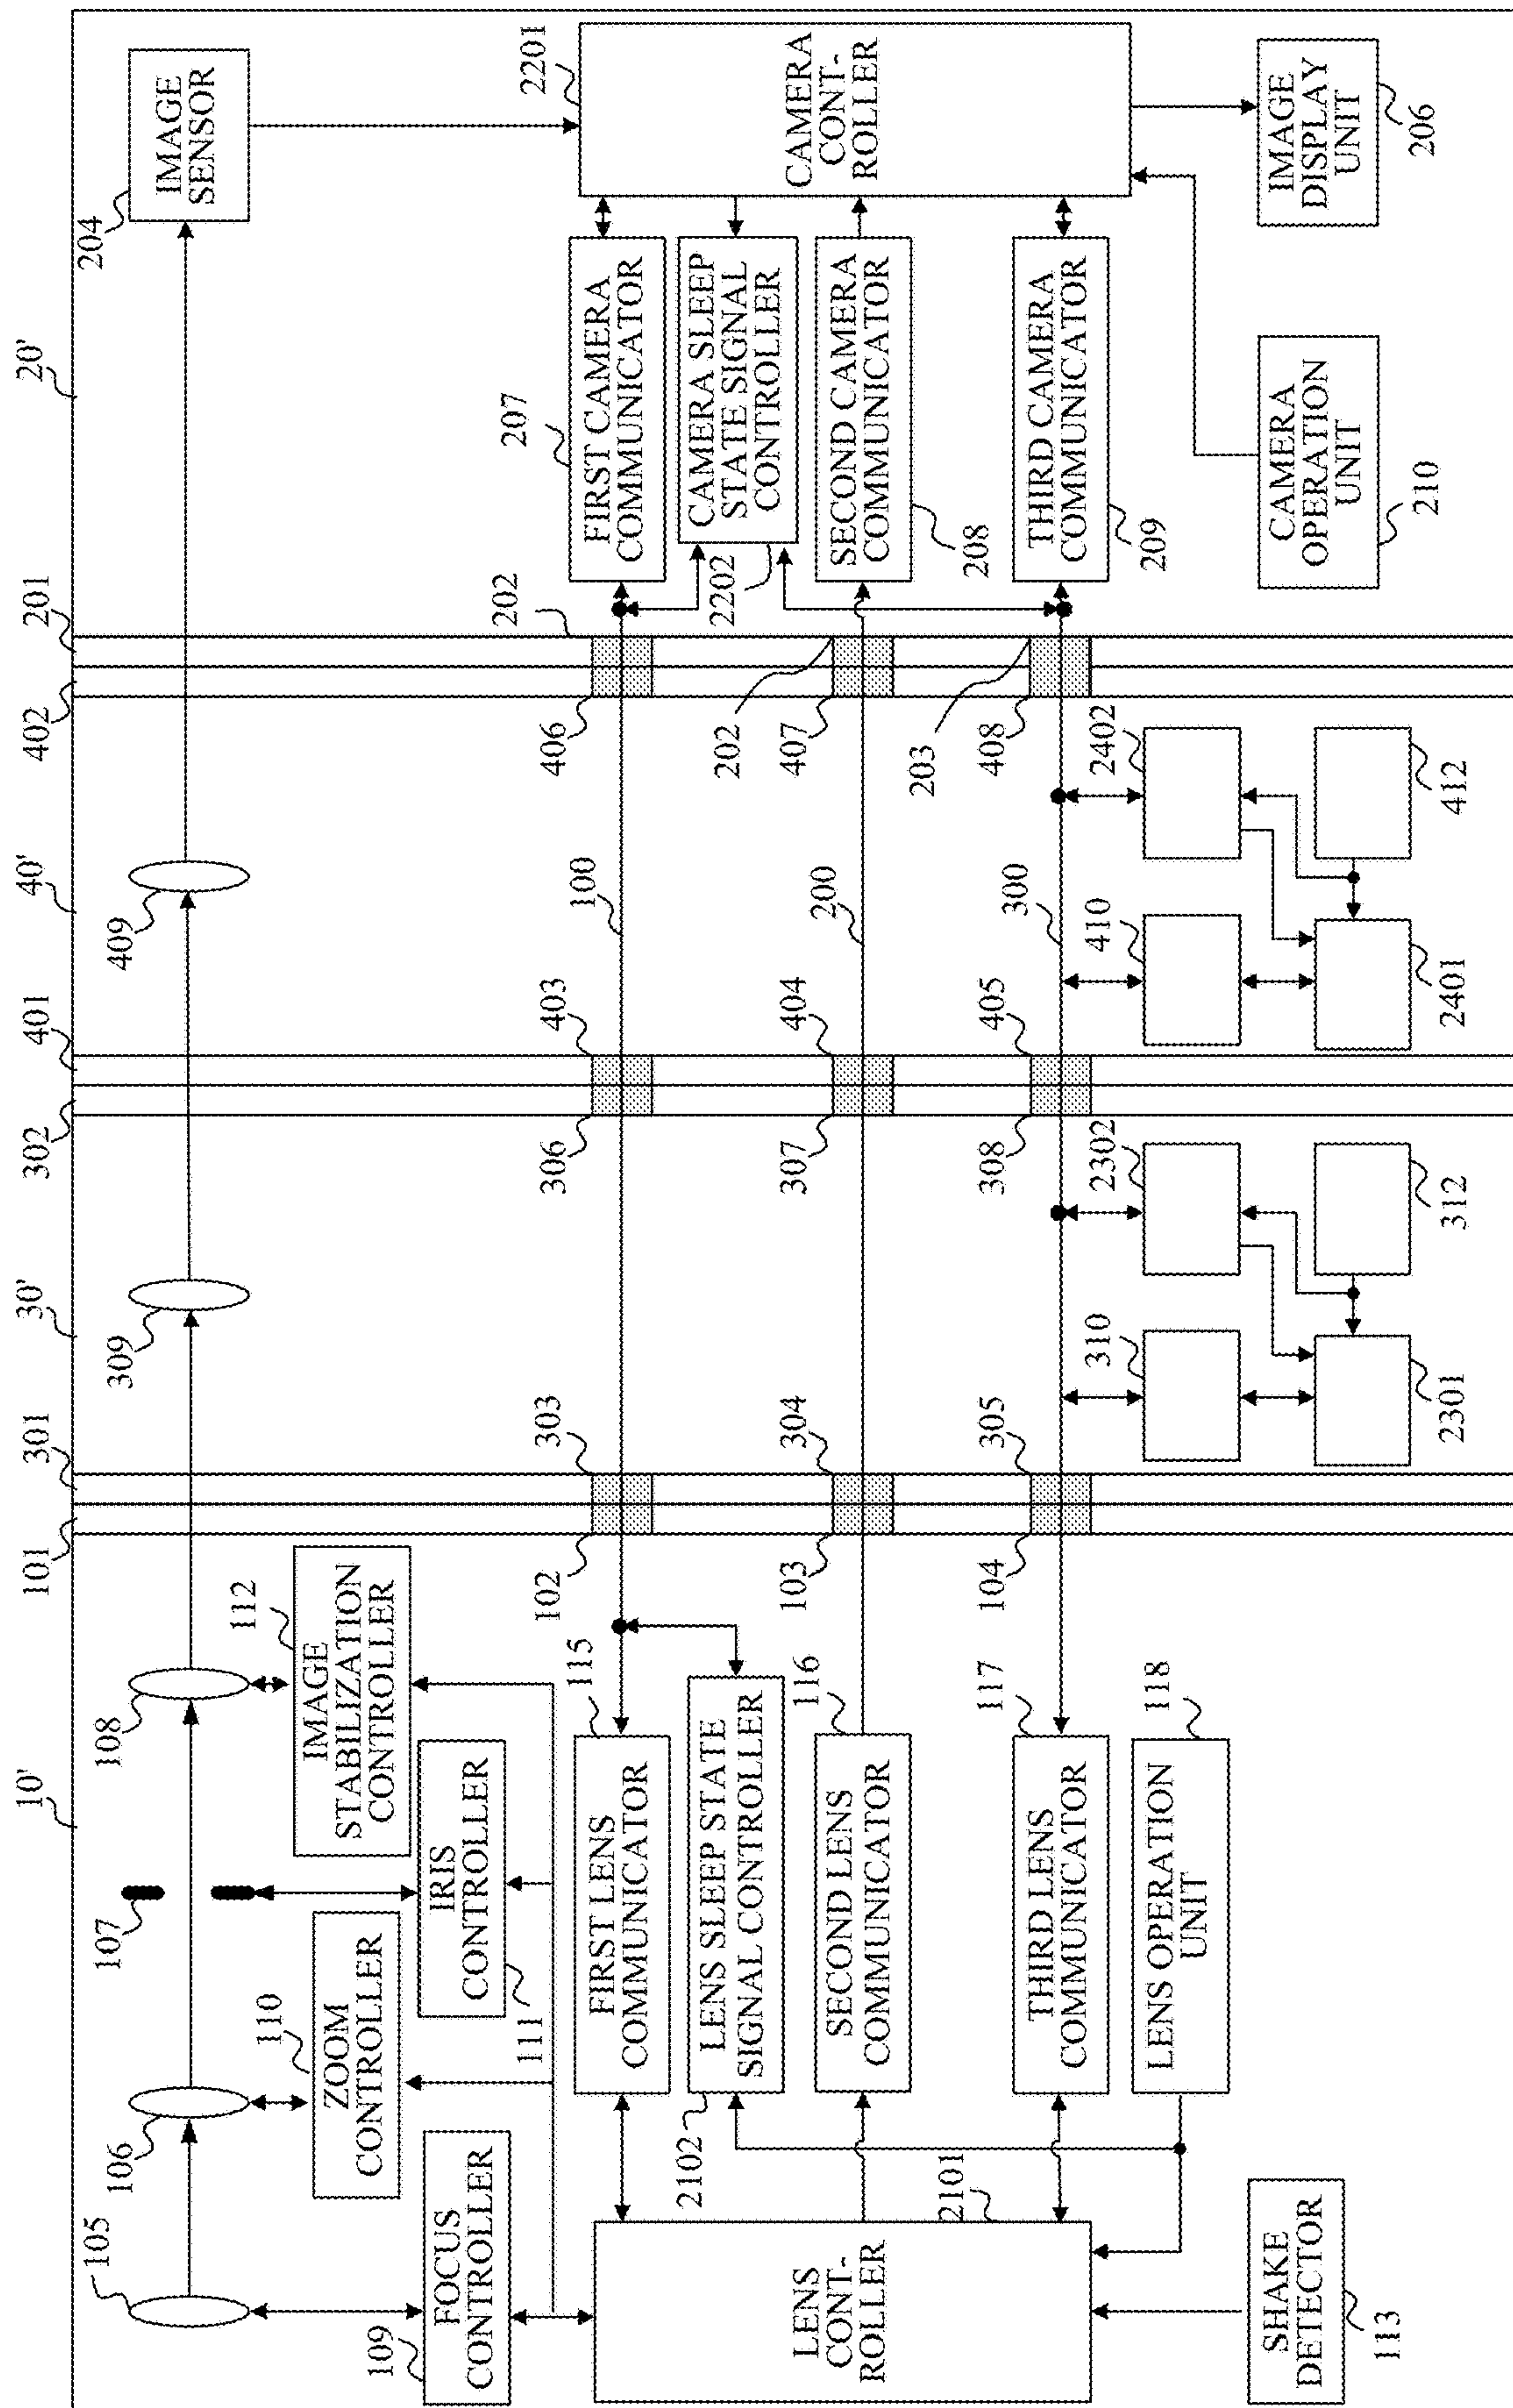 10'
101
301
30'
302
401
40'
402
201
20'
105
106
107
108
309
409
204
IMAGE
SENSOR
110
ZOOM
CONTROLLER
112
IMAGE
STABILIZATION
CONTROLLER
109
FOCUS
CONTROLLER
IRIS
CONTROLLER
111
102
303
306
403
100
406
202
207
2201
FIRST LENS
COMMUNICATOR
115
FIRST CAMERA
COMMUNICATOR
2102
LENS SLEEP STATE
SIGNAL CONTROLLER
2202
CAMERA SLEEP
STATE SIGNAL
CONTROLLER
LENS
CONT-
ROLLER
2101
CAMERA
CONT-
ROLLER
103
304
307
404
200
407
202
SECOND LENS
COMMUNICATOR
116
SECOND CAMERA
COMMUNICATOR
208
104
305
308
405
300
408
203
THIRD LENS
COMMUNICATOR
117
THIRD CAMERA
COMMUNICATOR
209
LENS OPERATION
UNIT
118
310
2302
410
2402
SHAKE
DETECTOR
113
2301
312
2401
412
CAMERA
OPERATION
UNIT
210
IMAGE
DISPLAY
UNIT
206